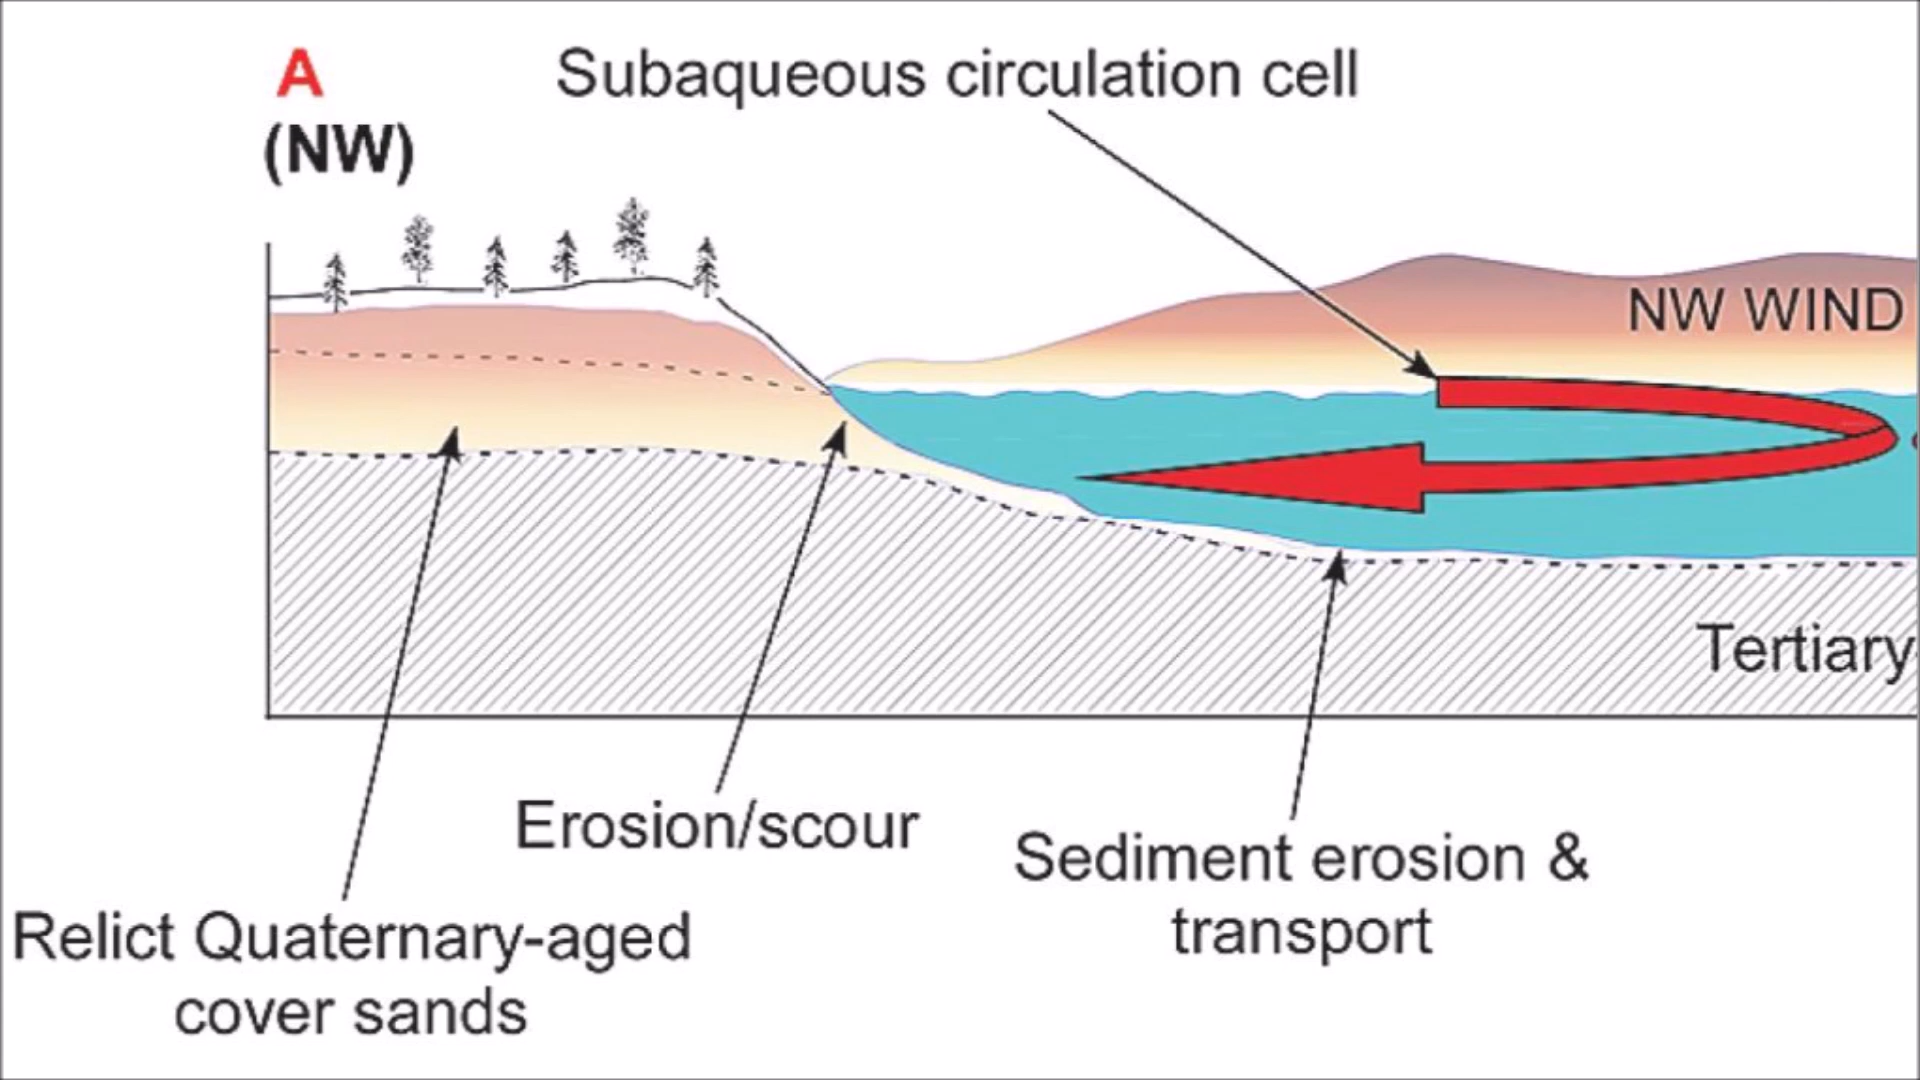 A
(NW)
Subaqueous circulation cell
NW WIND
Tertiary
Erosion/scour
Sediment erosion &
transport
Relict Quaternary-aged
cover sands